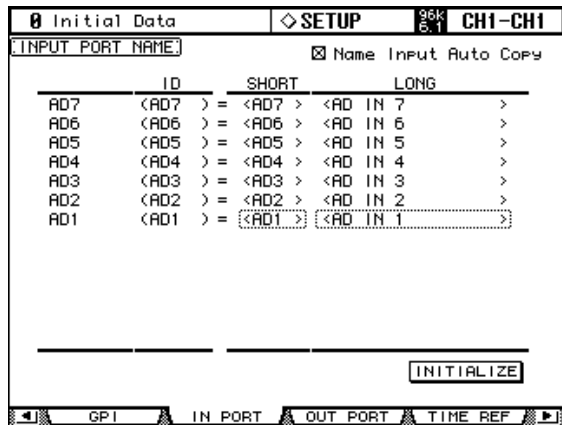 0 Initial Data ◇SETUP 96k 6.1 CH1-CH1
INPUT PORT NAME
☒ Name Input Auto Copy
ID SHORT LONG
AD7 (AD7 ) = <AD7 > <AD IN 7 >
AD6 (AD6 ) = <AD6 > <AD IN 6 >
AD5 (AD5 ) = <AD5 > <AD IN 5 >
AD4 (AD4 ) = <AD4 > <AD IN 4 >
AD3 (AD3 ) = <AD3 > <AD IN 3 >
AD2 (AD2 ) = <AD2 > <AD IN 2 >
AD1 (AD1 ) = <AD1 > <AD IN 1 >
INITIALIZE
GPI IN PORT OUT PORT TIME REF